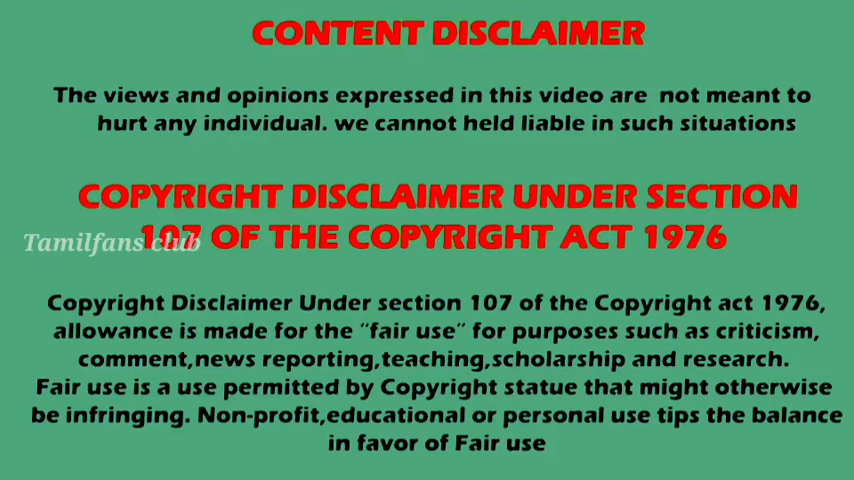 CONTENT DISCLAIMER
The views and opinions expressed in this video are not meant to
hurt any individual. we cannot held liable in such situations
COPYRIGHT DISCLAIMER UNDER SECTION
107 OF THE COPYRIGHT ACT 1976
Tamilfans club
Copyright Disclaimer Under section 107 of the Copyright act 1976,
allowance is made for the "fair use" for purposes such as criticism,
comment,news reporting,teaching,scholarship and research.
Fair use is a use permitted by Copyright statue that might otherwise
be infringing. Non-profit,educational or personal use tips the balance
in favor of Fair use